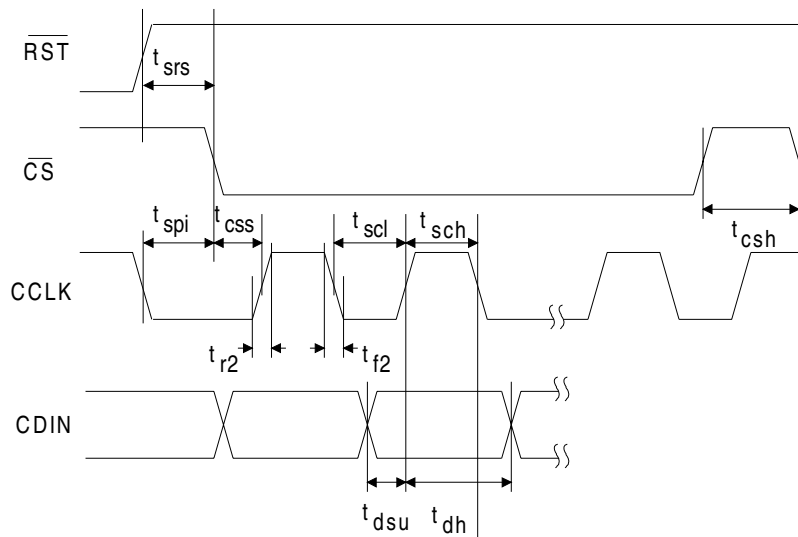 RST
t srs
CS
t spi
t css
t scl
t sch
t csh
CCLK
t r2
t f2
CDIN
t dsu
t dh